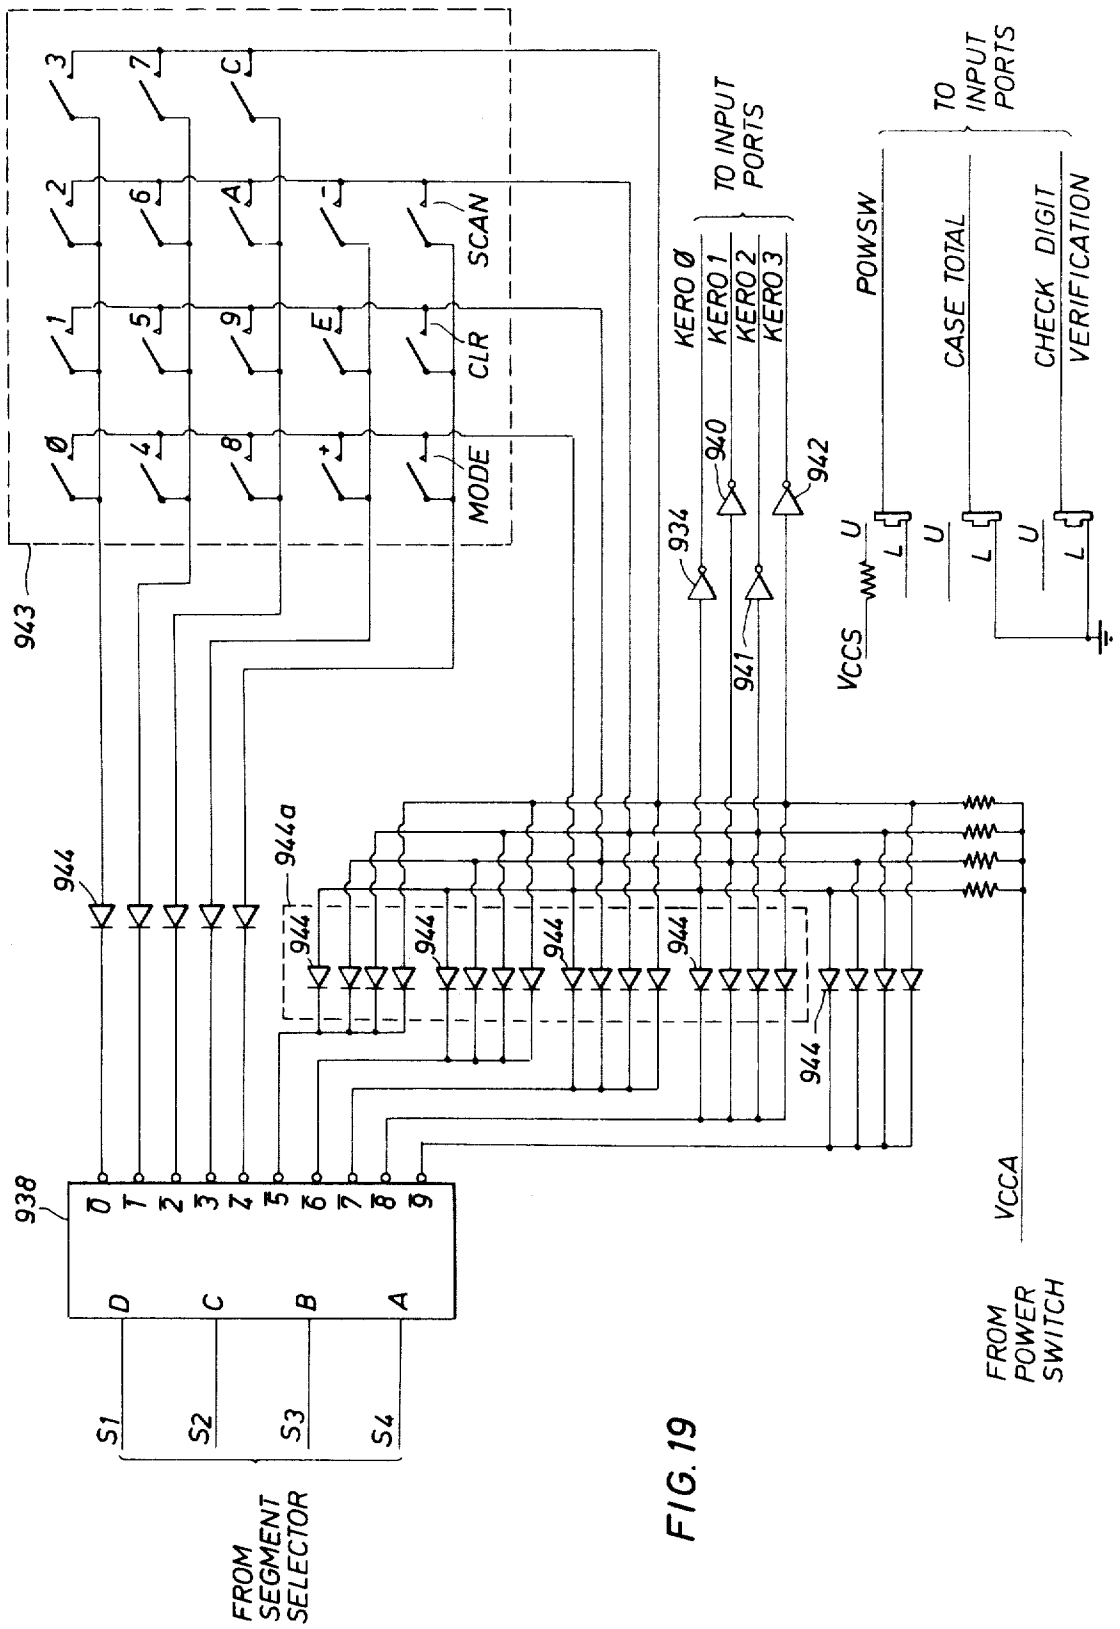 943
3
7
C
2
6
A
-
SCAN
1
5
9
E
CLR
Ø
4
8
+
MODE
944
944a
944
944
944
944
944
938
0
1
2
3
4
5
6
7
8
9
D
C
B
A
S1
S2
S3
S4
FROM
SEGMENT
SELECTOR
KERO Ø
KERO 1
KERO 2
KERO 3
TO INPUT
PORTS
934
940
941
942
VCCS
U
L
U
L
U
L
POWSW
CASE TOTAL
CHECK DIGIT
VERIFICATION
TO
INPUT
PORTS
VCCA
FROM
POWER
SWITCH
FIG. 19